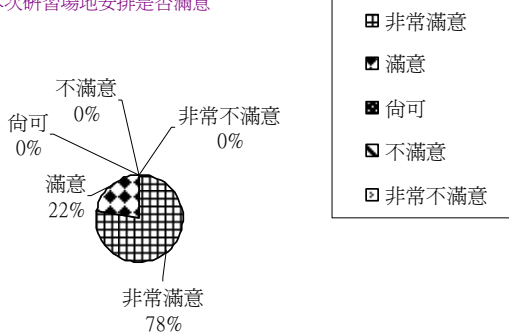 次研習場地安排是否滿意
不滿意
0%
非常不滿意
0%
尚可
0%
滿意
22%
非常滿意
78%
非常滿意
滿意
尚可
不滿意
非常不滿意